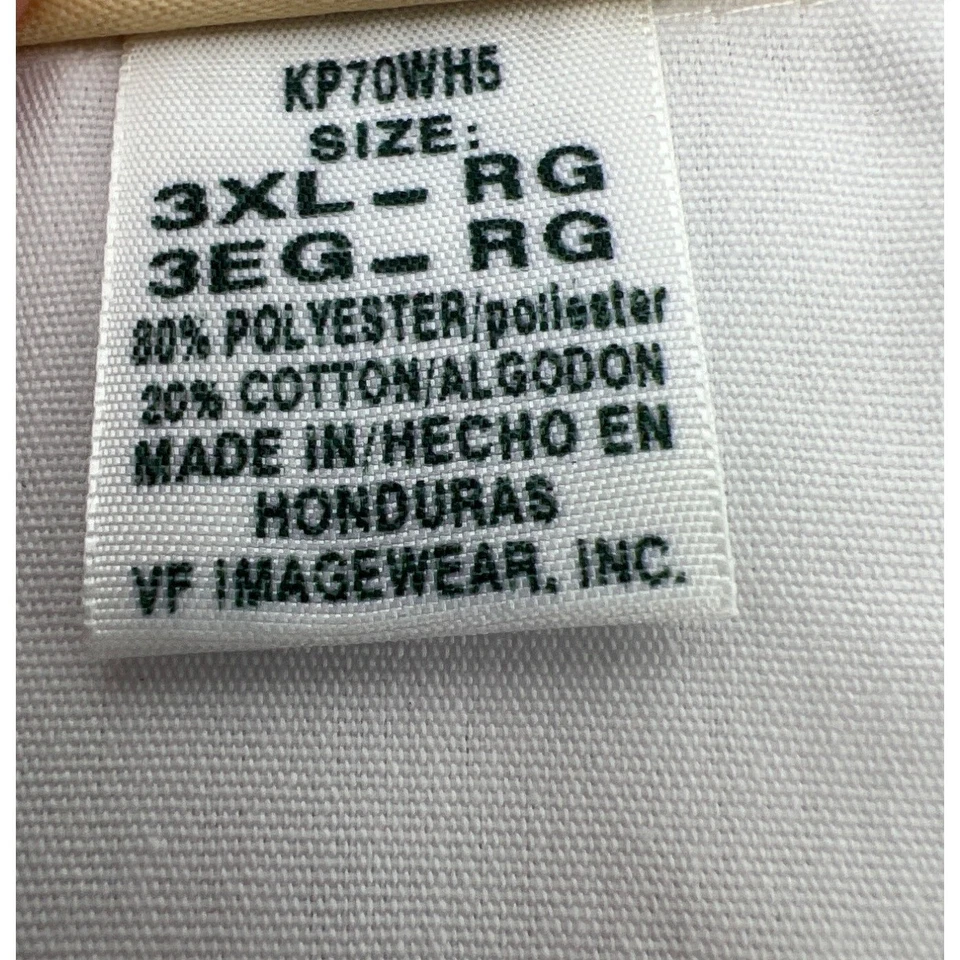 KP70WH5
SIZE:
3XL - RG
3EG - RG
80% POLYESTER/poliester
20% COTTON/ALGODON
MADE IN/HECHO EN
HONDURAS
VF IMAGEWEAR, INC.